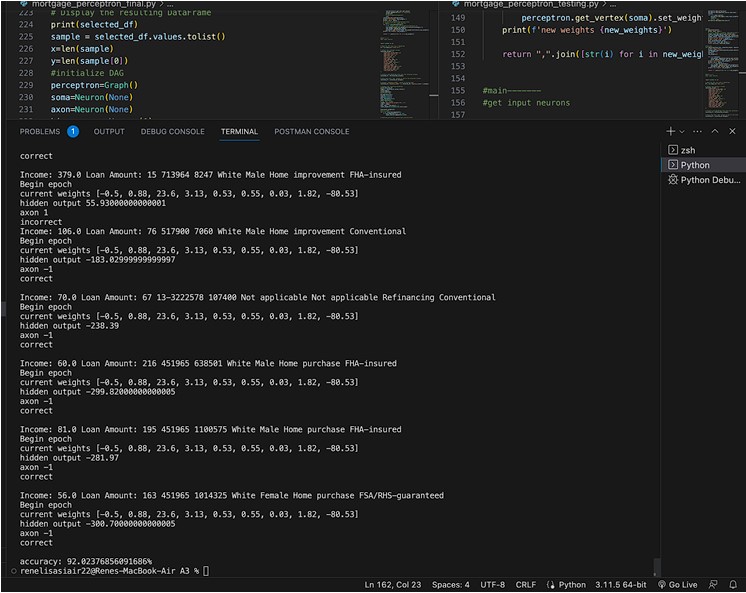 mortgage_perceptron_final.py > ...
223 # Display the resulting DataFrame
224 print(selected_df)
225 sample = selected_df.values.tolist()
226 x=len(sample)
227 y=len(sample[0])
228 #initialize DAG
229 perceptron=Graph()
230 soma=Neuron(None)
231 axon=Neuron(None)
mortgage_perceptron_testing.py > ...
149 perceptron.get_vertex(soma).set_weigh
150 print(f'new weights {new_weights}')
151
152 return ",".join([str(i) for i in new_weigl
153
154
155 #main-------
156 #get input neurons
157
PROBLEMS 1 OUTPUT DEBUG CONSOLE TERMINAL POSTMAN CONSOLE
zsh
Python
Python Debu...
correct
Income: 379.0 Loan Amount: 15 713964 8247 White Male Home improvement FHA-insured
Begin epoch
current weights [-0.5, 0.88, 23.6, 3.13, 0.53, 0.55, 0.03, 1.82, -80.53]
hidden output 55.93000000000001
axon 1
incorrect
Income: 106.0 Loan Amount: 76 517900 7060 White Male Home improvement Conventional
Begin epoch
current weights [-0.5, 0.88, 23.6, 3.13, 0.53, 0.55, 0.03, 1.82, -80.53]
hidden output -183.02999999999997
axon -1
correct
Income: 70.0 Loan Amount: 67 13-3222578 107400 Not applicable Not applicable Refinancing Conventional
Begin epoch
current weights [-0.5, 0.88, 23.6, 3.13, 0.53, 0.55, 0.03, 1.82, -80.53]
hidden output -238.39
axon -1
correct
Income: 60.0 Loan Amount: 216 451965 638501 White Male Home purchase FHA-insured
Begin epoch
current weights [-0.5, 0.88, 23.6, 3.13, 0.53, 0.55, 0.03, 1.82, -80.53]
hidden output -299.82000000000005
axon -1
correct
Income: 81.0 Loan Amount: 195 451965 1100575 White Male Home purchase FHA-insured
Begin epoch
current weights [-0.5, 0.88, 23.6, 3.13, 0.53, 0.55, 0.03, 1.82, -80.53]
hidden output -281.97
axon -1
correct
Income: 56.0 Loan Amount: 163 451965 1014325 White Female Home purchase FSA/RHS-guaranteed
Begin epoch
current weights [-0.5, 0.88, 23.6, 3.13, 0.53, 0.55, 0.03, 1.82, -80.53]
hidden output -300.70000000000005
axon -1
correct
accuracy: 92.02376856091686%
renelisasiair22@Renes-MacBook-Air A3 %
Ln 162, Col 23 Spaces: 4 UTF-8 CRLF Python 3.11.5 64-bit Go Live